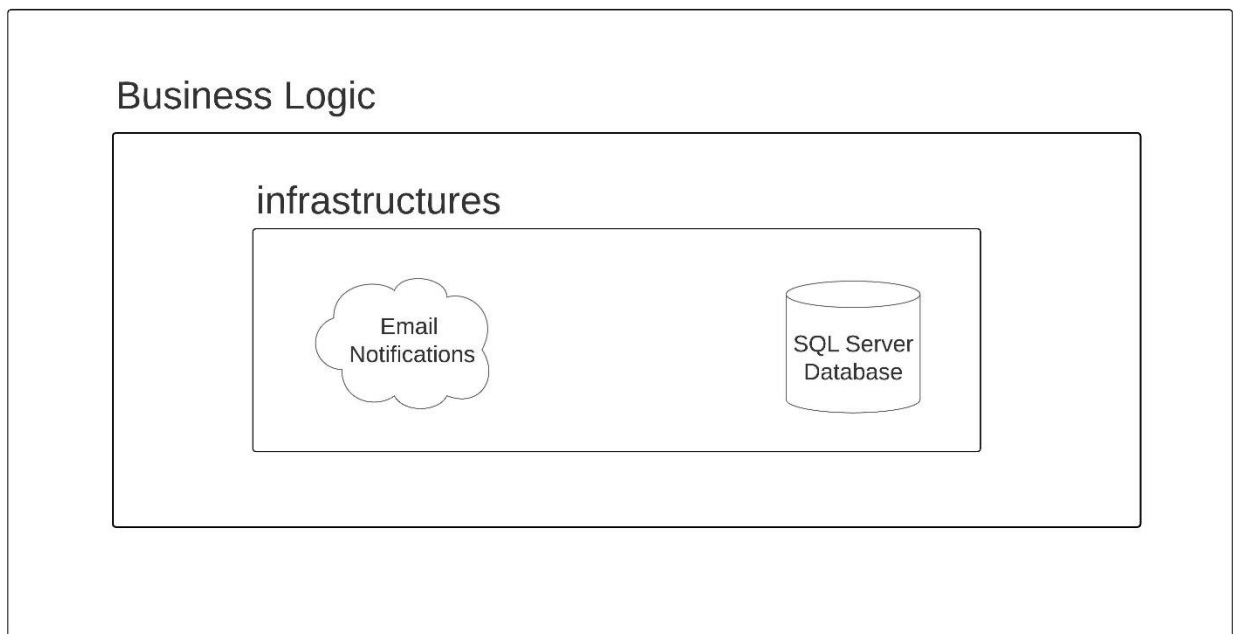 Business Logic
infrastructures
Email
Notifications
SQL Server
Database